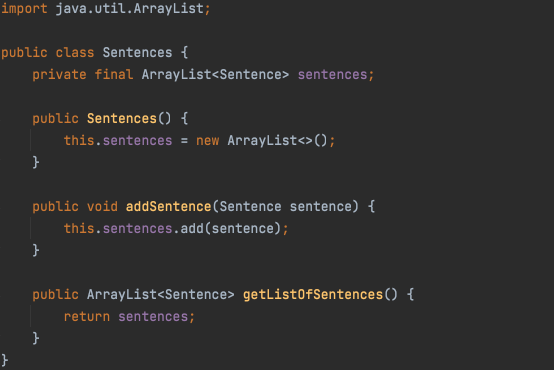 import java.util.ArrayList;
public class Sentences {
    private final ArrayList<Sentence> sentences;
    public Sentences() {
        this.sentences = new ArrayList<>();
    }
    public void addSentence(Sentence sentence) {
        this.sentences.add(sentence);
    }
    public ArrayList<Sentence> getListOfSentences() {
        return sentences;
    }
}